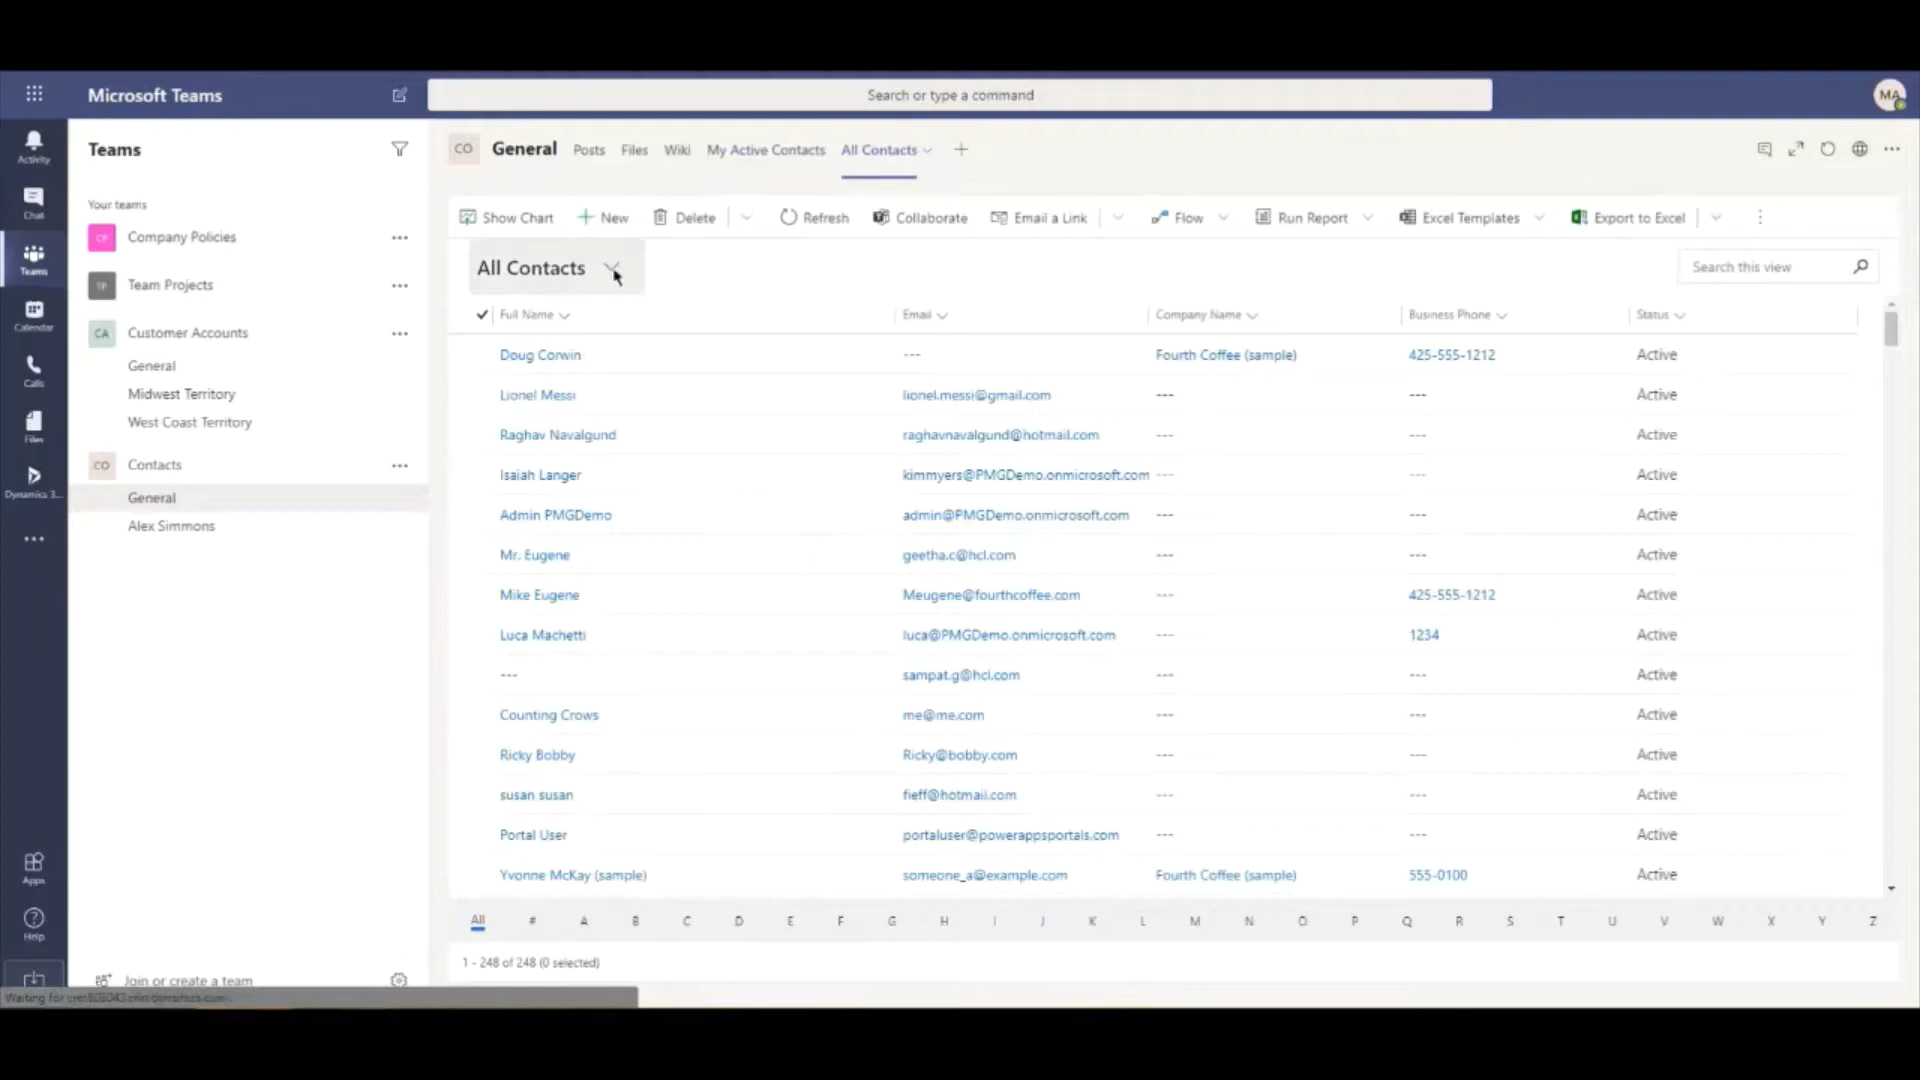 Microsoft Teams
Search or type a command
MA
Activity
Chat
Teams
Calendar
Calls
Files
Dynamics 3...
Apps
Help
Teams
Your teams
CP Company Policies
TP Team Projects
CA Customer Accounts
General
Midwest Territory
West Coast Territory
CO Contacts
General
Alex Simmons
Join or create a team
CO General Posts Files Wiki My Active Contacts All Contacts
Show Chart New Delete Refresh Collaborate Email a Link Flow Run Report Excel Templates Export to Excel
All Contacts
Search this view
Full Name Email Company Name Business Phone Status
Doug Corwin --- Fourth Coffee (sample) 425-555-1212 Active
Lionel Messi lionel.messi@gmail.com --- --- Active
Raghav Navalgund raghavnavalgund@hotmail.com --- --- Active
Isaiah Langer kimmyers@PMGDemo.onmicrosoft.com --- --- Active
Admin PMGDemo admin@PMGDemo.onmicrosoft.com --- --- Active
Mr. Eugene geetha.c@hcl.com --- --- Active
Mike Eugene Meugene@fourthcoffee.com --- 425-555-1212 Active
Luca Machetti luca@PMGDemo.onmicrosoft.com --- 1234 Active
--- sampat.g@hcl.com --- --- Active
Counting Crows me@me.com --- --- Active
Ricky Bobby Ricky@bobby.com --- --- Active
susan susan fieff@hotmail.com --- --- Active
Portal User portaluser@powerappsportals.com --- --- Active
Yvonne McKay (sample) someone_a@example.com Fourth Coffee (sample) 555-0100 Active
All # A B C D E F G H I J K L M N O P Q R S T U V W X Y Z
1 - 248 of 248 (0 selected)
Waiting for